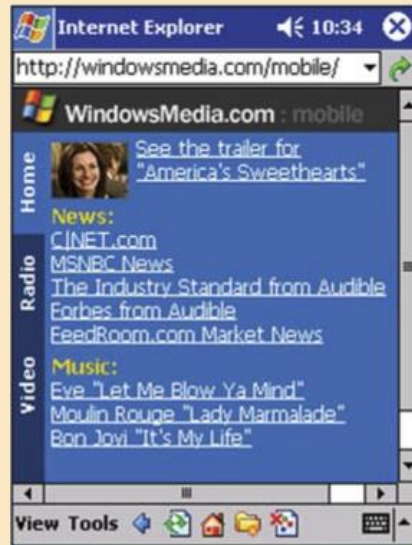 Internet Explorer 10:34
http://windowsmedia.com/mobile/
WindowsMedia.com : mobile
Home
Radio
Video
See the trailer for
"America's Sweethearts"
News:
C|NET.com
MSNBC News
The Industry Standard from Audible
Forbes from Audible
FeedRoom.com Market News
Music:
Eve "Let Me Blow Ya Mind"
Moulin Rouge "Lady Marmalade"
Bon Jovi "It's My Life"
View Tools